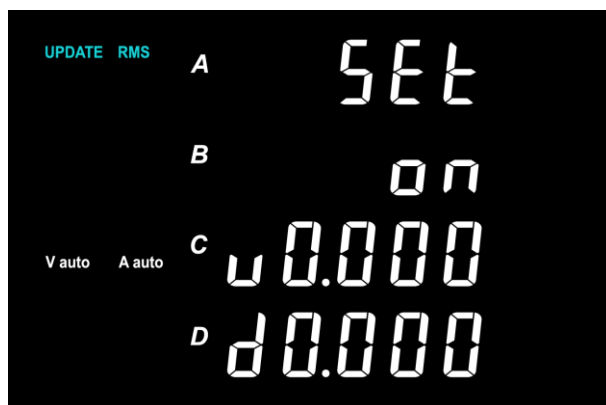 UPDATE RMS A SEt
B on
V auto A auto C u0.000
D d0.000